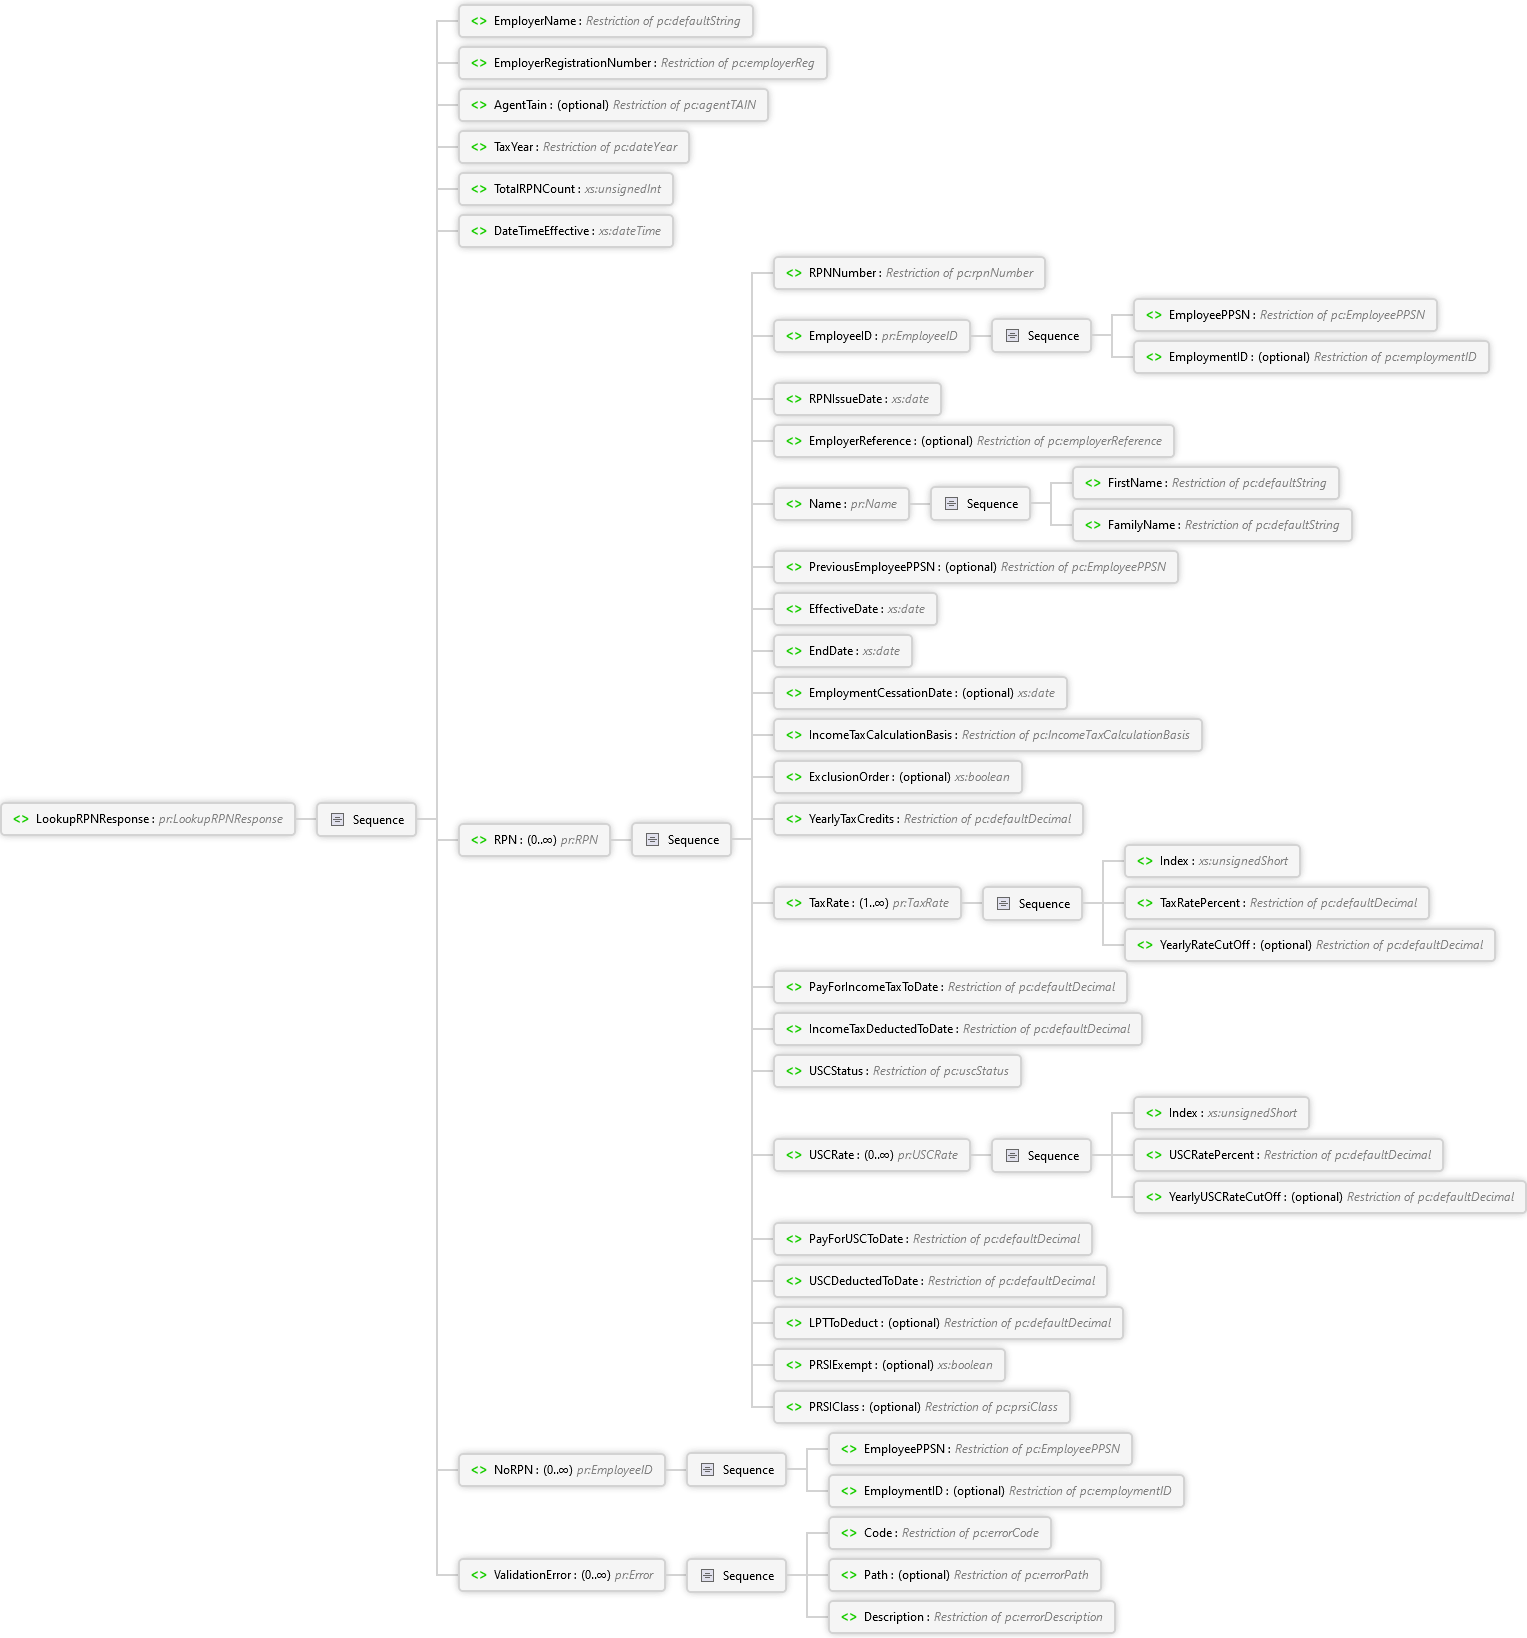 <> EmployerName : Restriction of pc:defaultString
<> EmployerRegistrationNumber : Restriction of pc:employerReg
<> AgentTain : (optional) Restriction of pc:agentTAIN
<> TaxYear : Restriction of pc:dateYear
<> TotalRPNCount : xs:unsignedInt
<> DateTimeEffective : xs:dateTime
<> RPNNumber : Restriction of pc:rpnNumber
<> EmployeePPSN : Restriction of pc:EmployeePPSN
<> EmployeeID : pr:EmployeeID Sequence
<> EmploymentID : (optional) Restriction of pc:employmentID
<> RPNIssueDate : xs:date
<> EmployerReference : (optional) Restriction of pc:employerReference
<> FirstName : Restriction of pc:defaultString
<> Name : pr:Name Sequence
<> FamilyName : Restriction of pc:defaultString
<> PreviousEmployeePPSN : (optional) Restriction of pc:EmployeePPSN
<> EffectiveDate : xs:date
<> EndDate : xs:date
<> EmploymentCessationDate : (optional) xs:date
<> IncomeTaxCalculationBasis : Restriction of pc:IncomeTaxCalculationBasis
<> ExclusionOrder : (optional) xs:boolean
<> LookupRPNResponse : pr:LookupRPNResponse Sequence
<> YearlyTaxCredits : Restriction of pc:defaultDecimal
<> RPN : (0..∞) pr:RPN Sequence
<> Index : xs:unsignedShort
<> TaxRate : (1..∞) pr:TaxRate Sequence
<> TaxRatePercent : Restriction of pc:defaultDecimal
<> YearlyRateCutOff : (optional) Restriction of pc:defaultDecimal
<> PayForIncomeTaxToDate : Restriction of pc:defaultDecimal
<> IncomeTaxDeductedToDate : Restriction of pc:defaultDecimal
<> USCStatus : Restriction of pc:uscStatus
<> Index : xs:unsignedShort
<> USCRate : (0..∞) pr:USCRate Sequence
<> USCRatePercent : Restriction of pc:defaultDecimal
<> YearlyUSCRateCutOff : (optional) Restriction of pc:defaultDecimal
<> PayForUSCToDate : Restriction of pc:defaultDecimal
<> USCDeductedToDate : Restriction of pc:defaultDecimal
<> LPTToDeduct : (optional) Restriction of pc:defaultDecimal
<> PRSIExempt : (optional) xs:boolean
<> PRSIClass : (optional) Restriction of pc:prsiClass
<> EmployeePPSN : Restriction of pc:EmployeePPSN
<> NoRPN : (0..∞) pr:EmployeeID Sequence
<> EmploymentID : (optional) Restriction of pc:employmentID
<> Code : Restriction of pc:errorCode
<> ValidationError : (0..∞) pr:Error Sequence
<> Path : (optional) Restriction of pc:errorPath
<> Description : Restriction of pc:errorDescription